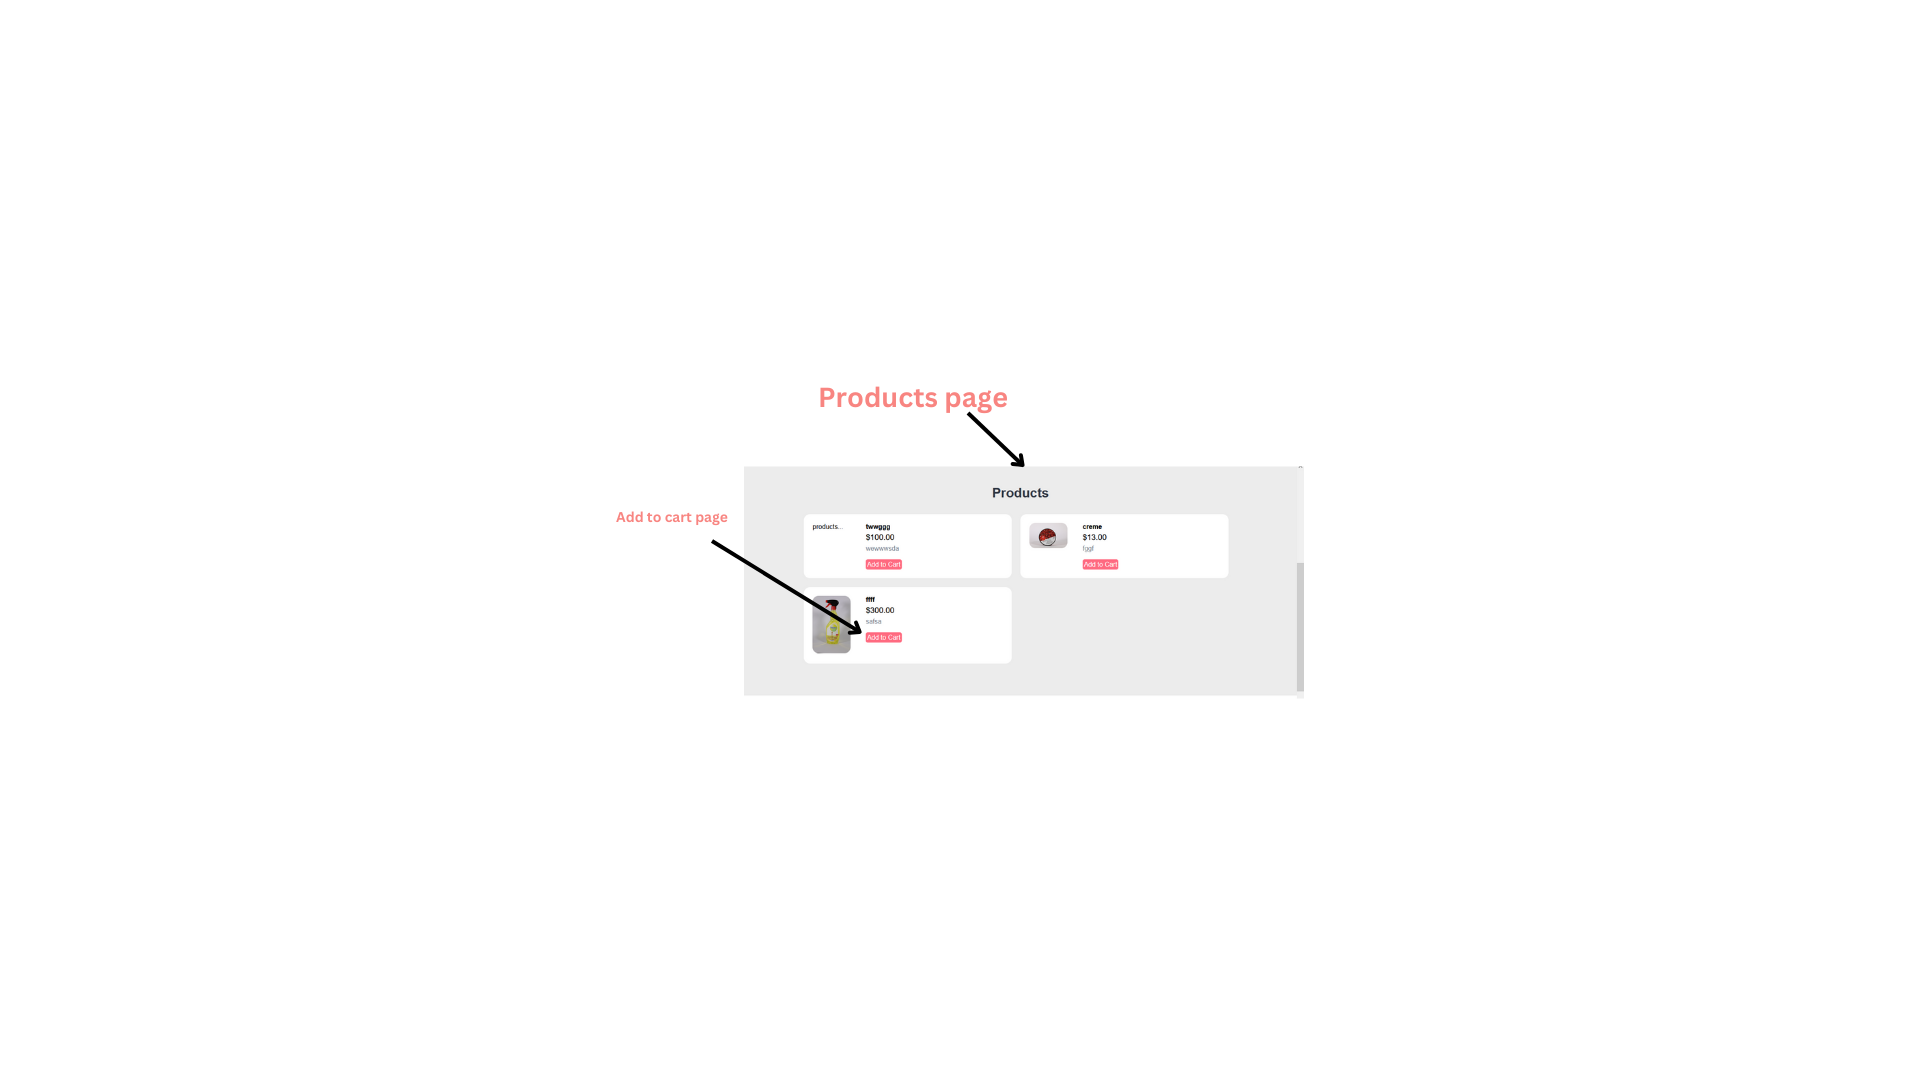 Products page
Add to cart page
Products
products...
twwggg
$100.00
wewwwsda
Add to Cart
creme
$13.00
fggf
Add to Cart
ffff
$300.00
safsa
Add to Cart